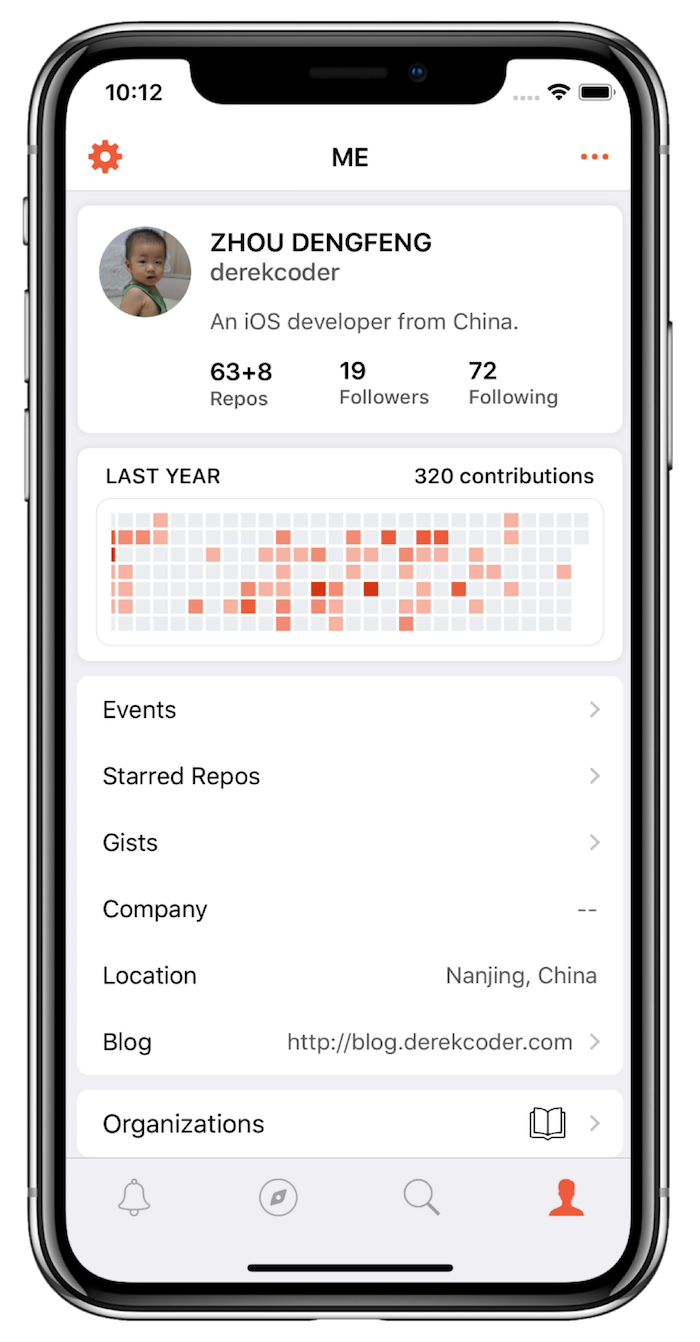 10:12
ME
ZHOU DENGFENG
derekcoder
An iOS developer from China.
63+8 19 72
Repos Followers Following
LAST YEAR 320 contributions
Events
Starred Repos
Gists
Company --
Location Nanjing, China
Blog http://blog.derekcoder.com
Organizations